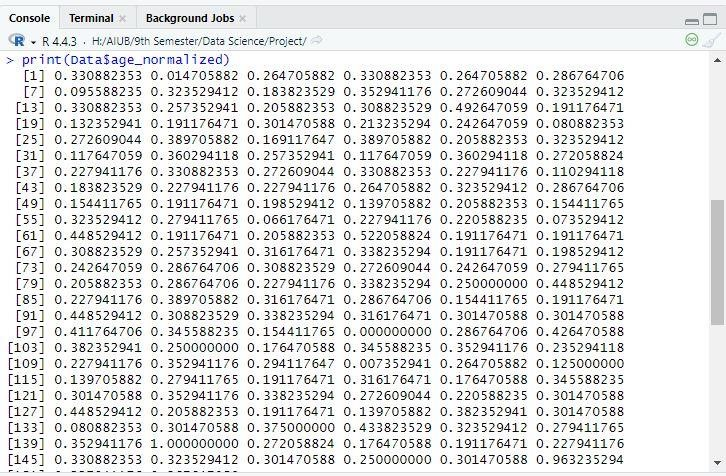 Console Terminal × Background Jobs ×
R R 4.4.3 · H:/AIUB/9th Semester/Data Science/Project/
> print(Data$age_normalized)
[1] 0.330882353 0.014705882 0.264705882 0.330882353 0.264705882 0.286764706
[7] 0.095588235 0.323529412 0.183823529 0.352941176 0.272609044 0.323529412
[13] 0.330882353 0.257352941 0.205882353 0.308823529 0.492647059 0.191176471
[19] 0.132352941 0.191176471 0.301470588 0.213235294 0.242647059 0.080882353
[25] 0.272609044 0.389705882 0.169117647 0.389705882 0.205882353 0.323529412
[31] 0.117647059 0.360294118 0.257352941 0.117647059 0.360294118 0.272058824
[37] 0.227941176 0.330882353 0.272609044 0.330882353 0.227941176 0.110294118
[43] 0.183823529 0.227941176 0.227941176 0.264705882 0.323529412 0.286764706
[49] 0.154411765 0.191176471 0.198529412 0.139705882 0.205882353 0.154411765
[55] 0.323529412 0.279411765 0.066176471 0.227941176 0.220588235 0.073529412
[61] 0.448529412 0.191176471 0.205882353 0.522058824 0.191176471 0.191176471
[67] 0.308823529 0.257352941 0.316176471 0.338235294 0.191176471 0.198529412
[73] 0.242647059 0.286764706 0.308823529 0.272609044 0.242647059 0.279411765
[79] 0.205882353 0.286764706 0.227941176 0.338235294 0.250000000 0.448529412
[85] 0.227941176 0.389705882 0.316176471 0.286764706 0.154411765 0.191176471
[91] 0.448529412 0.308823529 0.338235294 0.316176471 0.301470588 0.301470588
[97] 0.411764706 0.345588235 0.154411765 0.000000000 0.286764706 0.426470588
[103] 0.382352941 0.250000000 0.176470588 0.345588235 0.352941176 0.235294118
[109] 0.227941176 0.352941176 0.294117647 0.007352941 0.264705882 0.125000000
[115] 0.139705882 0.279411765 0.191176471 0.316176471 0.176470588 0.345588235
[121] 0.301470588 0.352941176 0.338235294 0.272609044 0.220588235 0.301470588
[127] 0.448529412 0.205882353 0.191176471 0.139705882 0.382352941 0.301470588
[133] 0.080882353 0.301470588 0.375000000 0.433823529 0.323529412 0.279411765
[139] 0.352941176 1.000000000 0.272058824 0.176470588 0.191176471 0.227941176
[145] 0.330882353 0.323529412 0.301470588 0.250000000 0.301470588 0.963235294